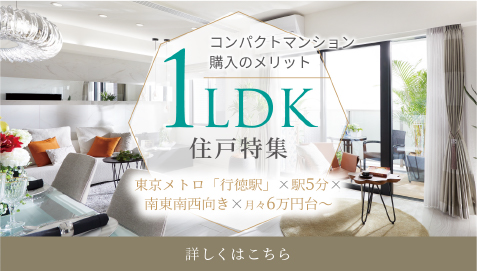 コンパクトマンション
購入のメリット
1LDK
住戸特集
東京メトロ「行徳駅」×駅5分×
南東南西向き×月々6万円台～
詳しくはこちら